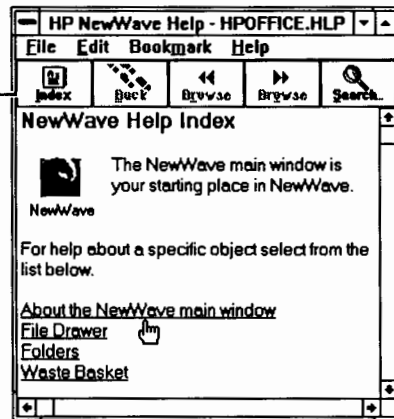 HP NewWave Help - HPOFFICE.HLP
File Edit Bookmark Help
Index Back Browse Browse Search..
NewWave Help Index
The NewWave main window is
your starting place in NewWave.
NewWave
For help about a specific object select from the
list below.
About the NewWave main window
File Drawer
Folders
Waste Basket